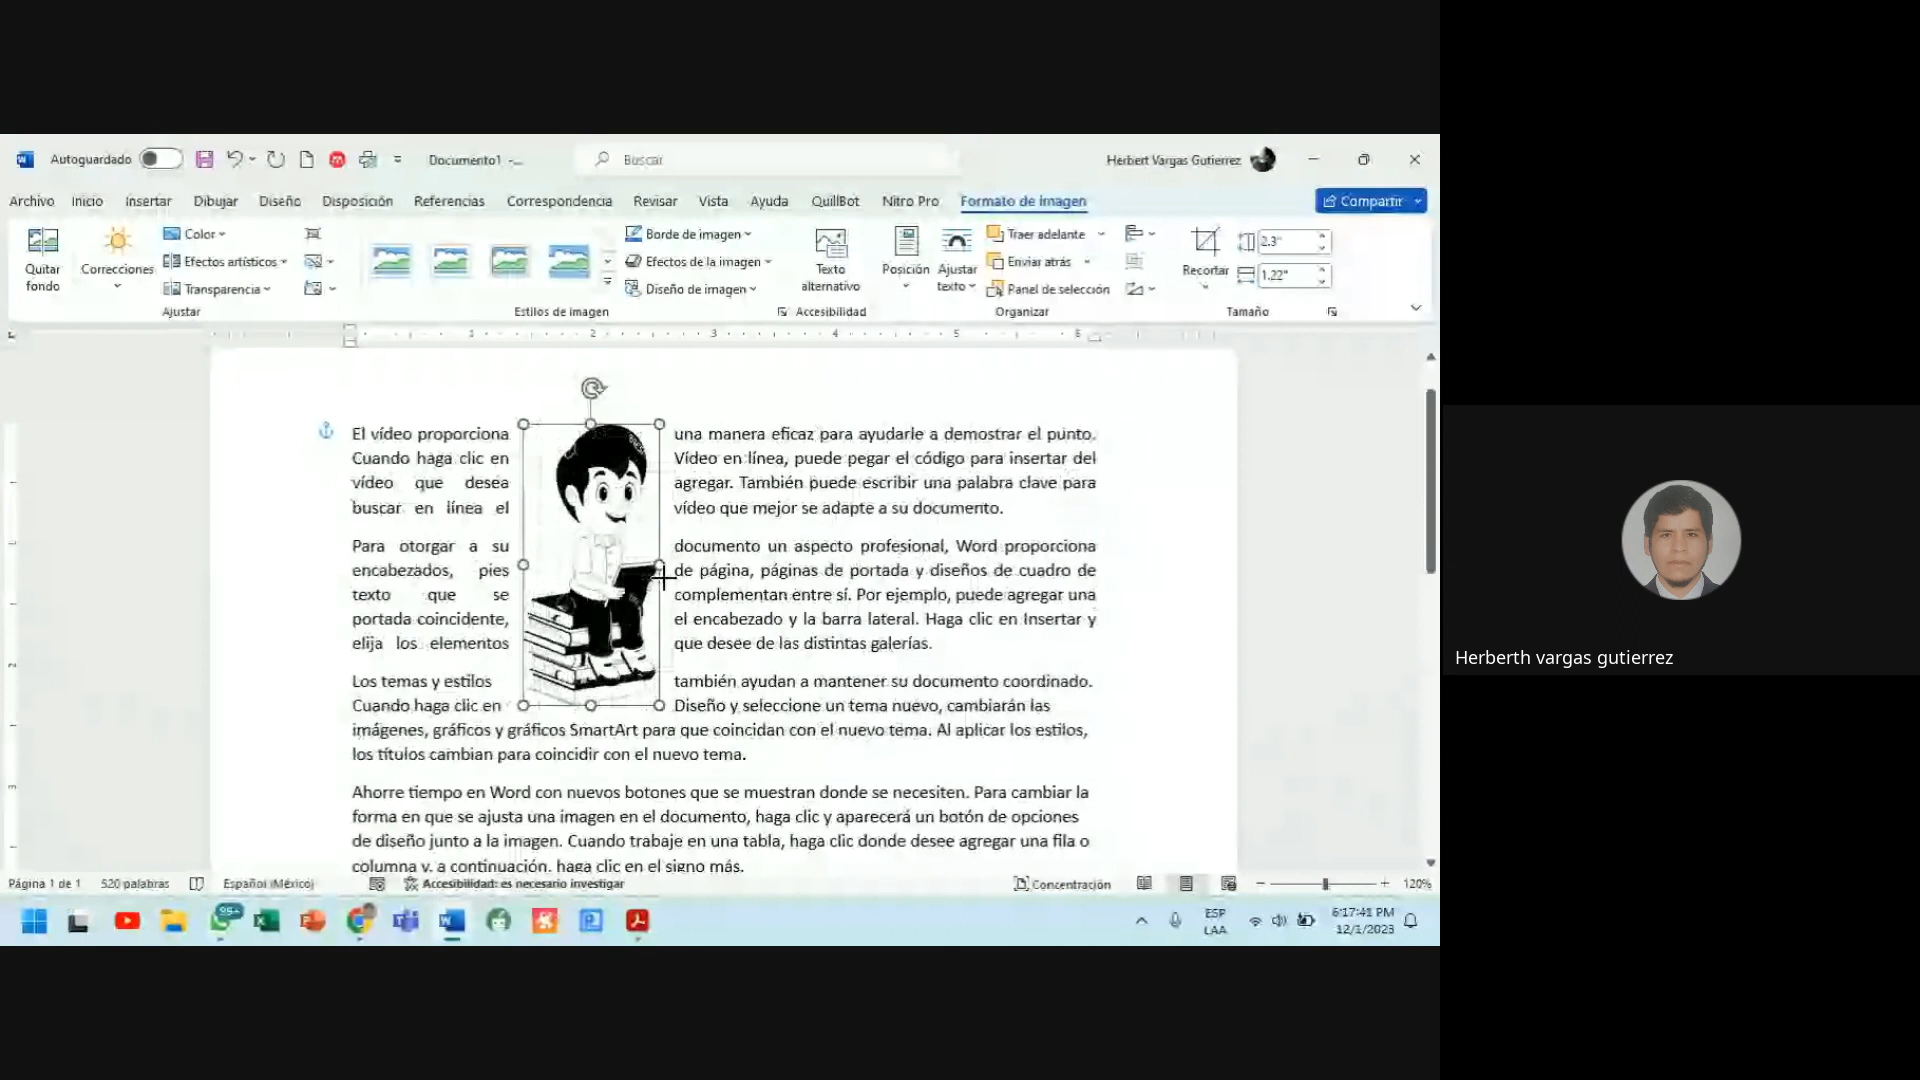 Autoguardado
Documento1 -...
Buscar
Herbert Vargas Gutierrez
Archivo Inicio Insertar Dibujar Diseño Disposición Referencias Correspondencia Revisar Vista Ayuda QuillBot Nitro Pro Formato de imagen Compartir
Quitar fondo
Correcciones
Color
Efectos artísticos
Transparencia
Ajustar
Estilos de imagen
Borde de imagen
Efectos de la imagen
Diseño de imagen
Texto alternativo
Accesibilidad
Posición
Ajustar texto
Traer adelante
Enviar atrás
Panel de selección
Organizar
Recortar
2.3"
1.22"
Tamaño
1 2 3 4 5 6
El vídeo proporciona una manera eficaz para ayudarle a demostrar el punto.
Cuando haga clic en Vídeo en línea, puede pegar el código para insertar del
vídeo que desea agregar. También puede escribir una palabra clave para
buscar en línea el vídeo que mejor se adapte a su documento.
Para otorgar a su documento un aspecto profesional, Word proporciona
encabezados, pies de página, páginas de portada y diseños de cuadro de
texto que se complementan entre sí. Por ejemplo, puede agregar una
portada coincidente, el encabezado y la barra lateral. Haga clic en Insertar y
elija los elementos que desee de las distintas galerías.
Los temas y estilos también ayudan a mantener su documento coordinado.
Cuando haga clic en Diseño y seleccione un tema nuevo, cambiarán las
imágenes, gráficos y gráficos SmartArt para que coincidan con el nuevo tema. Al aplicar los estilos,
los títulos cambian para coincidir con el nuevo tema.
Ahorre tiempo en Word con nuevos botones que se muestran donde se necesiten. Para cambiar la
forma en que se ajusta una imagen en el documento, haga clic y aparecerá un botón de opciones
de diseño junto a la imagen. Cuando trabaje en una tabla, haga clic donde desee agregar una fila o
columna y, a continuación, haga clic en el signo más.
Página 1 de 1 520 palabras Español (México) Accesibilidad: es necesario investigar Concentración 120%
95+
ESP
LAA
6:17:41 PM
12/1/2023
Herberth vargas gutierrez